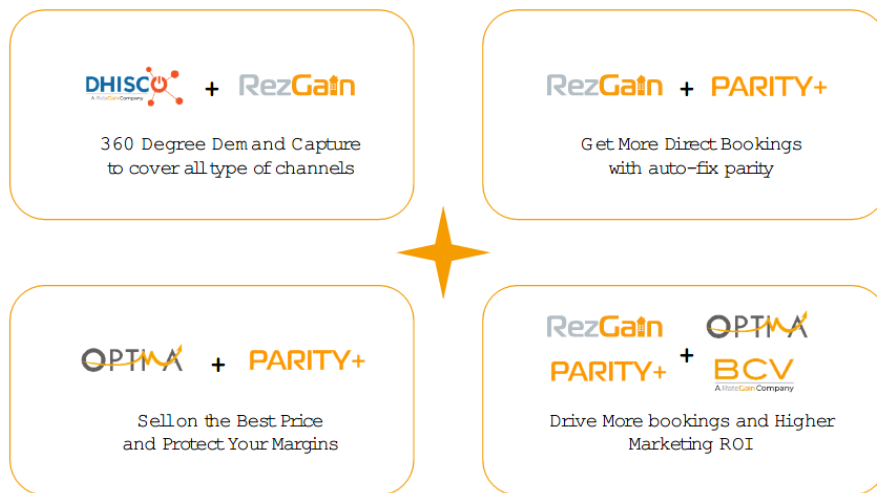 DHISCO + RezGain
A RateGain Company
360 Degree Demand Capture
to cover all type of channels
RezGain + PARITY+
Get More Direct Bookings
with auto-fix parity
OPTIMA + PARITY+
Sell on the Best Price
and Protect Your Margins
RezGain OPTIMA
PARITY+ + BCV
A RateGain Company
Drive More bookings and Higher
Marketing ROI